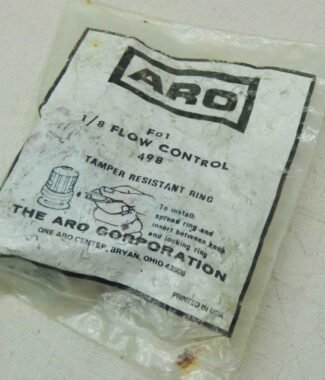 ARO
F01
1/8 FLOW CONTROL
498
TAMPER RESISTANT RING
To install:
spread ring and
insert between knob
and locking ring
THE ARO CORPORATION
ONE ARO CENTER, BRYAN, OHIO 43506
PRINTED IN USA